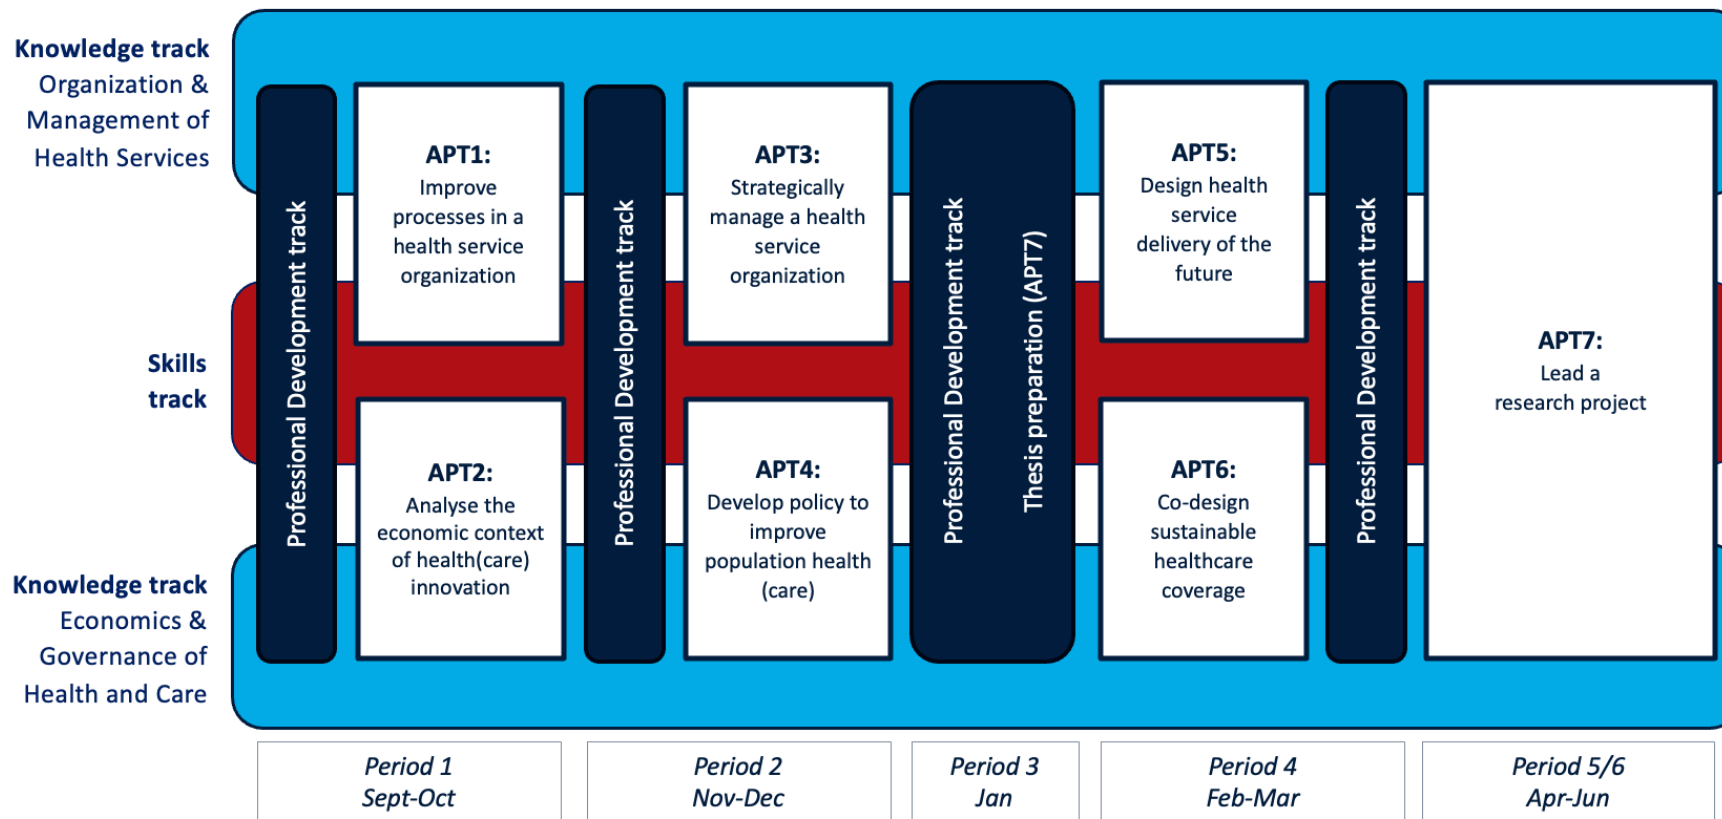 Knowledge track
Organization &
Management of
Health Services
Skills
track
Knowledge track
Economics &
Governance of
Health and Care
Professional Development track
APT1:
Improve
processes in a
health service
organization
APT2:
Analyse the
economic context
of health(care)
innovation
Professional Development track
APT3:
Strategically
manage a health
service
organization
APT4:
Develop policy to
improve
population health
(care)
Professional Development track
Thesis preparation (APT7)
APT5:
Design health
service
delivery of the
future
APT6:
Co-design
sustainable
healthcare
coverage
Professional Development track
APT7:
Lead a
research project
Period 1
Sept-Oct
Period 2
Nov-Dec
Period 3
Jan
Period 4
Feb-Mar
Period 5/6
Apr-Jun